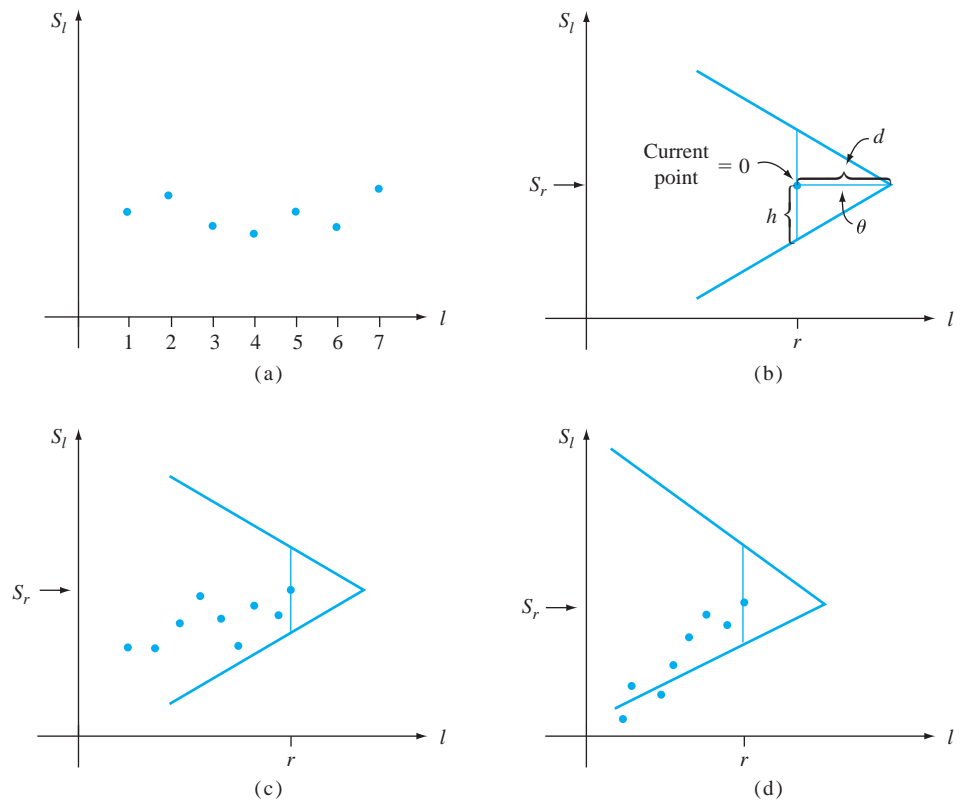 S_l
l
1 2 3 4 5 6 7
(a)
S_l
Current
point
= 0
d
S_r
h
θ
l
r
(b)
S_l
S_r
l
r
(c)
S_l
S_r
l
r
(d)